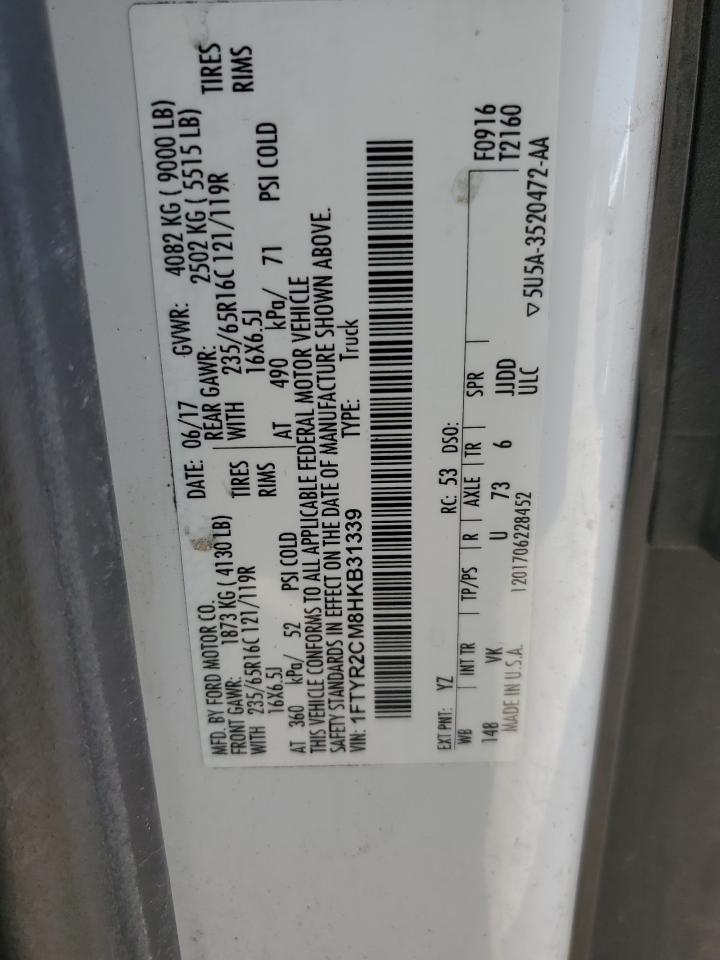 MFD. BY FORD MOTOR CO. DATE: 06/17 GVWR: 4082 KG ( 9000 LB)
FRONT GAWR: 1873 KG ( 4130 LB) REAR GAWR: 2502 KG ( 5515 LB)
WITH 235/65R16C 121/119R TIRES WITH 235/65R16C 121/119R TIRES
16X6.5J RIMS 16X6.5J RIMS
AT 360 kPa/ 52 PSI COLD AT 490 kPa/ 71 PSI COLD
THIS VEHICLE CONFORMS TO ALL APPLICABLE FEDERAL MOTOR VEHICLE
SAFETY STANDARDS IN EFFECT ON THE DATE OF MANUFACTURE SHOWN ABOVE.
VIN: 1FTYR2CM8HKB31339 TYPE: Truck
EXT PNT: YZ RC: 53 DSO:
WB INT TR TP/PS R AXLE TR SPR F0916
148 VK U 73 6 JJDD T2160
MADE IN U.S.A. 1201706228452 ULC ▽5U5A-3520472-AA